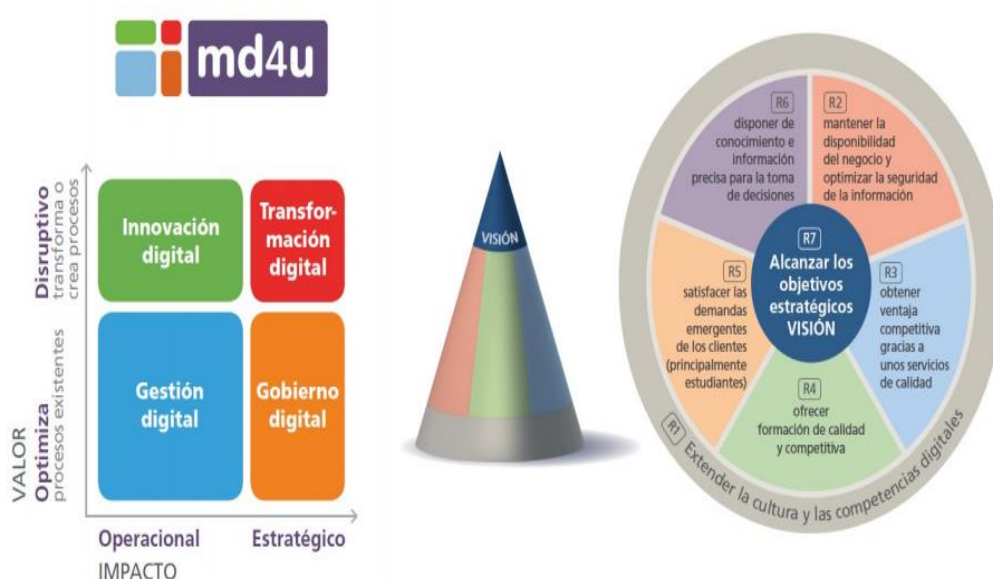 md4u
Disruptivo
transforma o
crea procesos
Innovación
digital
Transfor-
mación
digital
VALOR
Optimiza
procesos existentes
Gestión
digital
Gobierno
digital
Operacional
Estratégico
IMPACTO
VISIÓN
R6
disponer de
conocimiento e
información
precisa para la toma
de decisiones
R2
mantener la
disponibilidad
del negocio y
optimizar la seguridad
de la información
R7
Alcanzar los
objetivos
estratégicos
VISIÓN
R5
satisfacer las
demandas
emergentes
de los clientes
(principalmente
estudiantes)
R3
obtener
ventaja
competitiva
gracias a
unos servicios
de calidad
R4
ofrecer
formación de calidad
y competitiva
R1 Extender la cultura y las competencias digitales